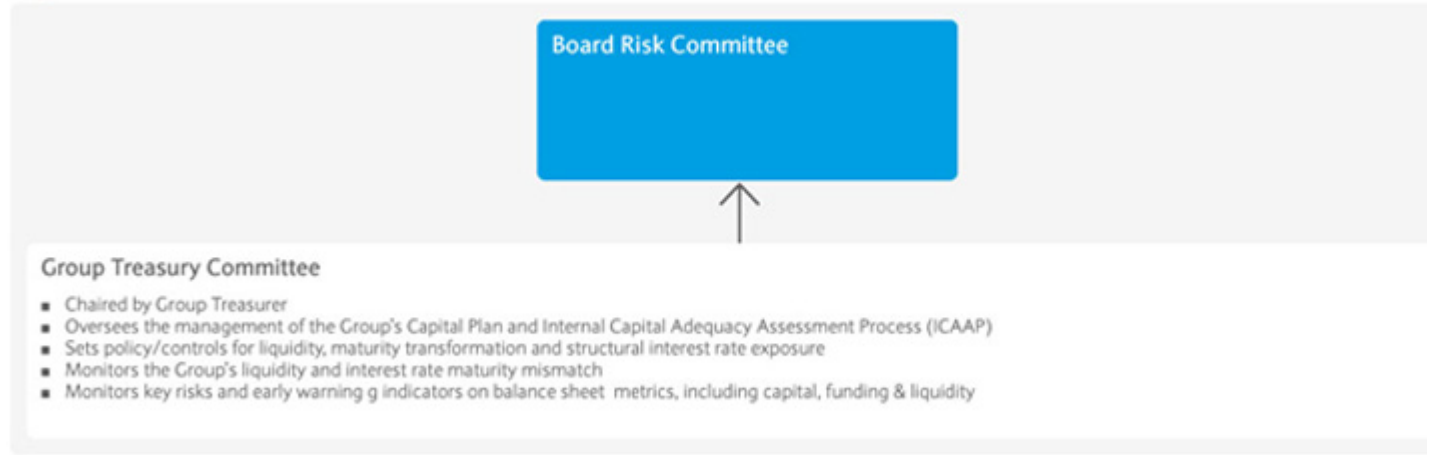 Board Risk Committee
Group Treasury Committee
▪ Chaired by Group Treasurer
▪ Oversees the management of the Group's Capital Plan and Internal Capital Adequacy Assessment Process (ICAAP)
▪ Sets policy/controls for liquidity, maturity transformation and structural interest rate exposure
▪ Monitors the Group's liquidity and interest rate maturity mismatch
▪ Monitors key risks and early warning g indicators on balance sheet metrics, including capital, funding & liquidity